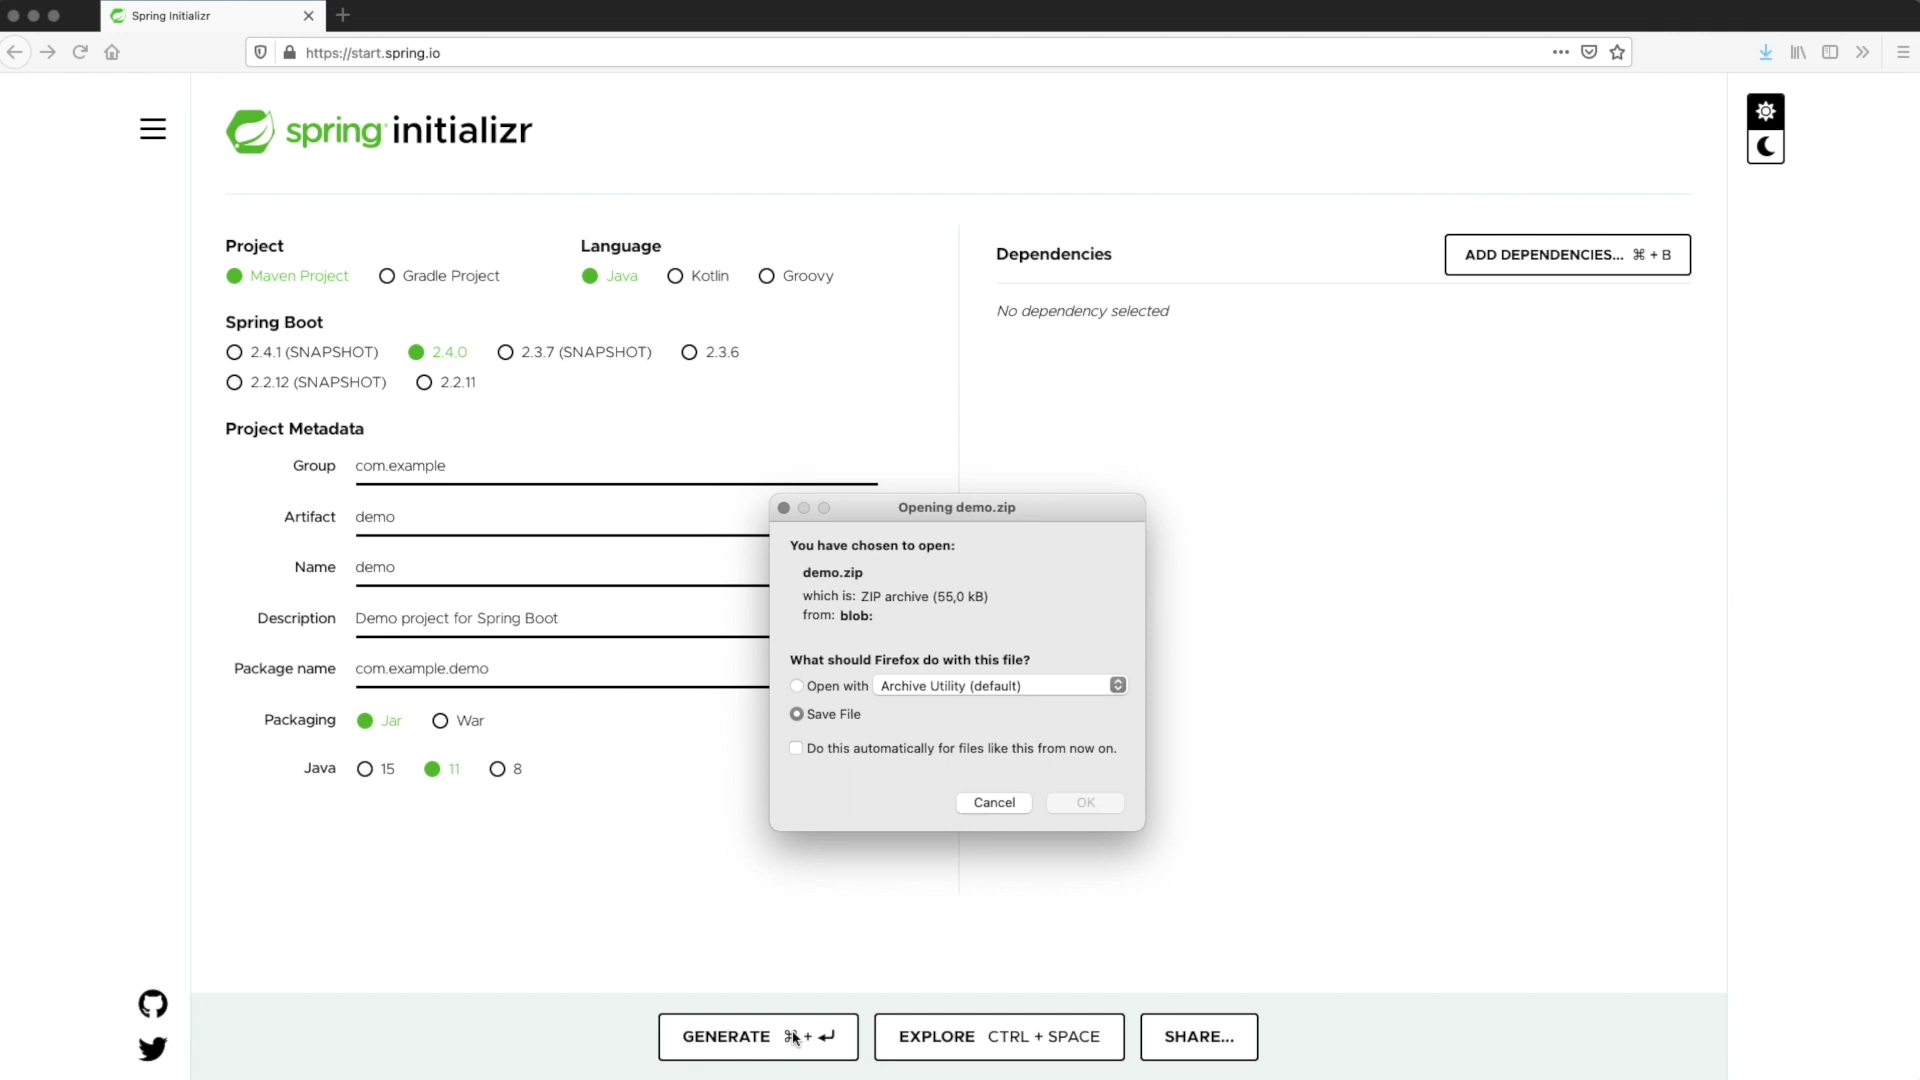 Spring Initializr
https://start.spring.io
spring initializr
Project
Maven Project
Gradle Project
Language
Java
Kotlin
Groovy
Dependencies
ADD DEPENDENCIES... ⌘ + B
No dependency selected
Spring Boot
2.4.1 (SNAPSHOT)
2.4.0
2.3.7 (SNAPSHOT)
2.3.6
2.2.12 (SNAPSHOT)
2.2.11
Project Metadata
Group com.example
Artifact demo
Name demo
Description Demo project for Spring Boot
Package name com.example.demo
Packaging Jar War
Java 15 11 8
Opening demo.zip
You have chosen to open:
demo.zip
which is: ZIP archive (55,0 kB)
from: blob:
What should Firefox do with this file?
Open with Archive Utility (default)
Save File
Do this automatically for files like this from now on.
Cancel OK
GENERATE ⌘ + ↵
EXPLORE CTRL + SPACE
SHARE...